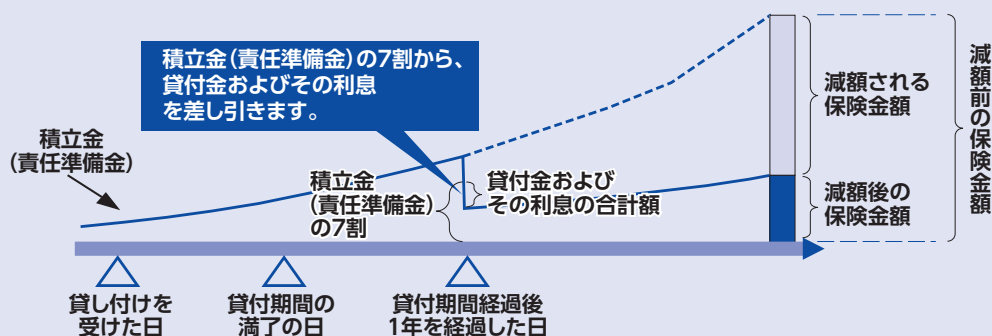 積立金（責任準備金）の7割から、
貸付金およびその利息
を差し引きます。
積立金
（責任準備金）
積立金
（責任準備金）
の7割
貸付金および
その利息の合計額
減額される
保険金額
減額後の
保険金額
減額前の保険金額
貸し付けを
受けた日
貸付期間の
満了の日
貸付期間経過後
1年を経過した日